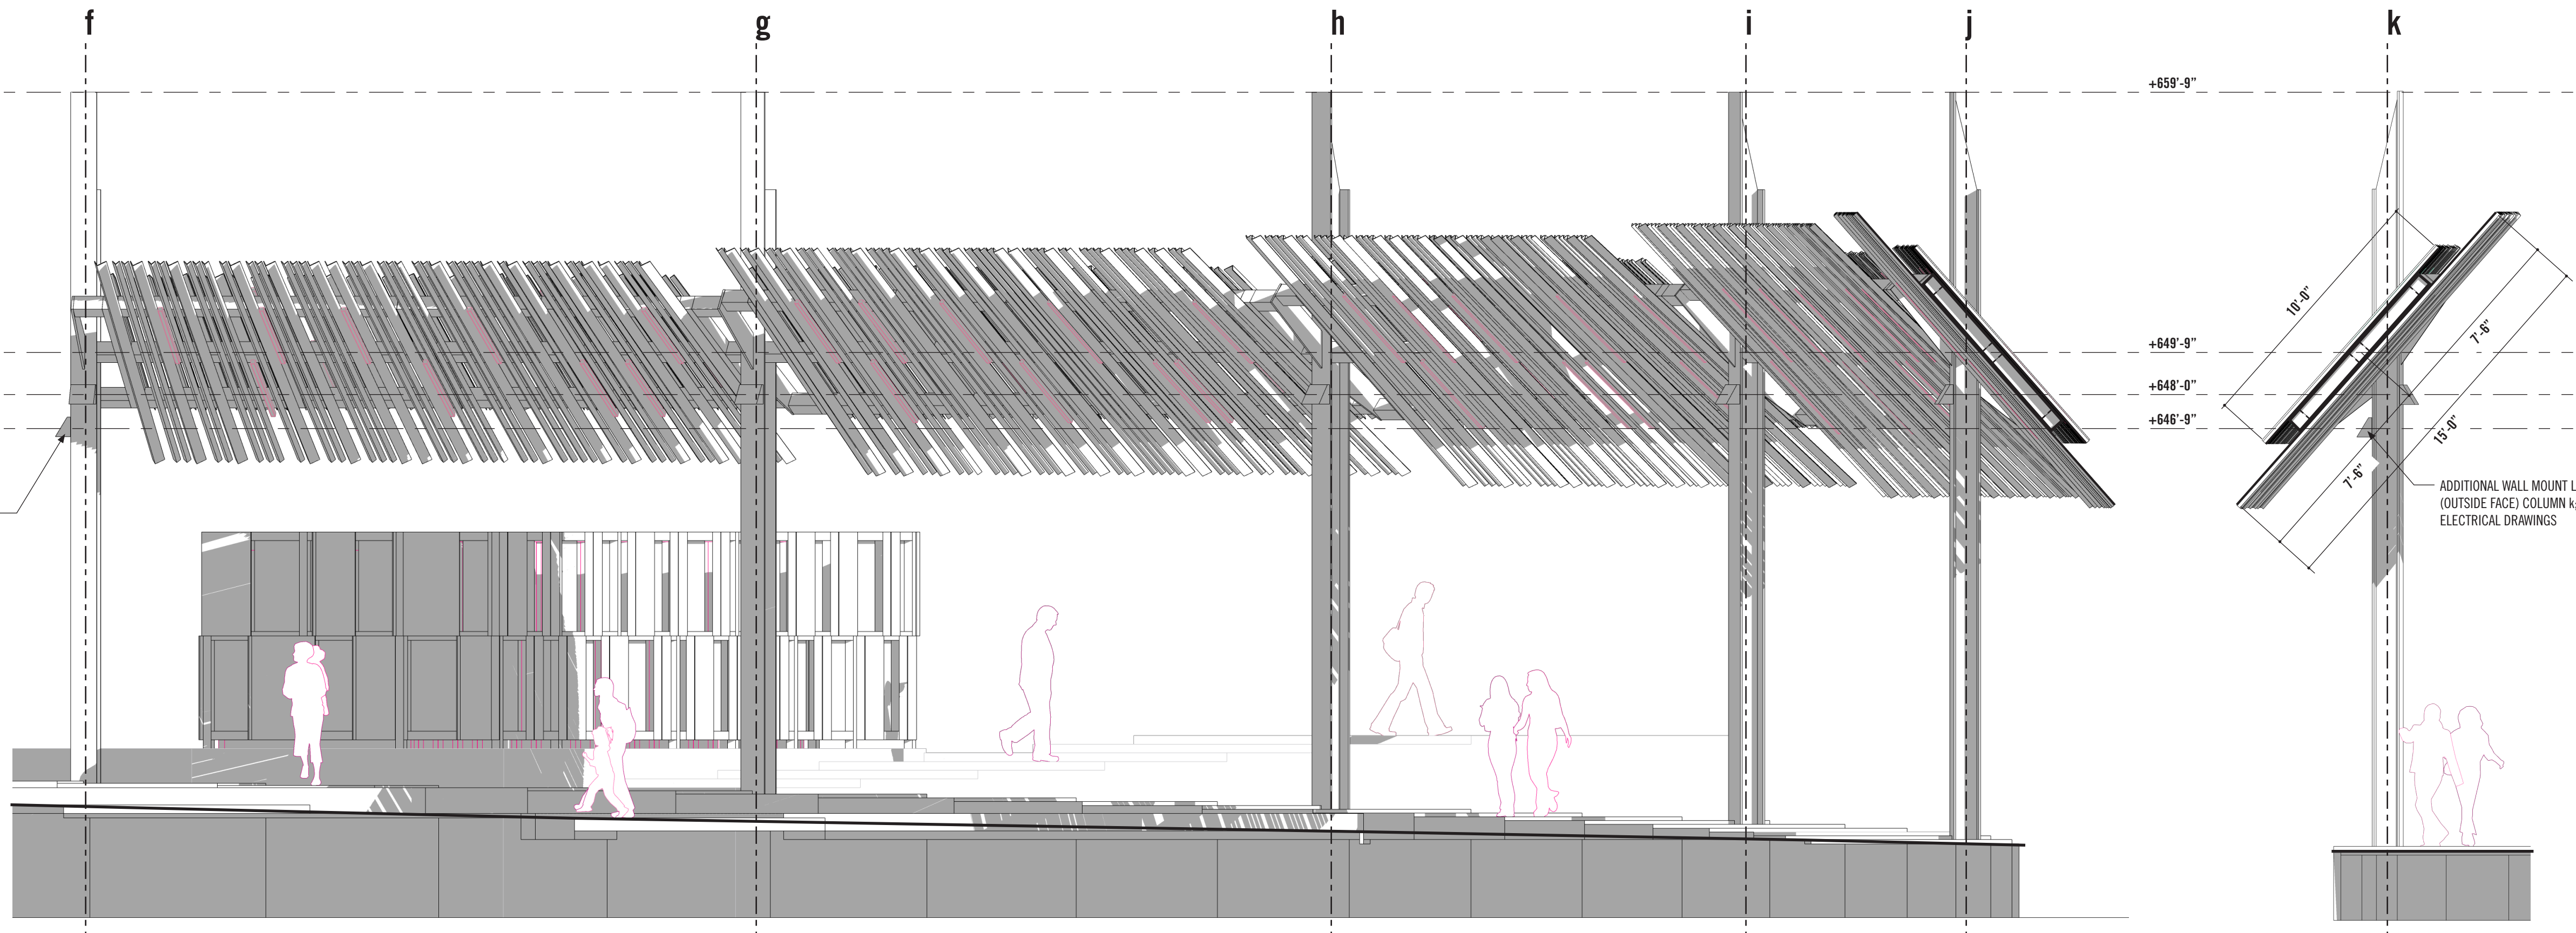 f
g
h
i
j
k
+659'-9”
10'-0”
7'-6”
+649'-9”
+648'-0”
+646'-9”
15'-0”
7'-6”
ADDITIONAL WALL MOUNT L
(OUTSIDE FACE) COLUMN k;
ELECTRICAL DRAWINGS